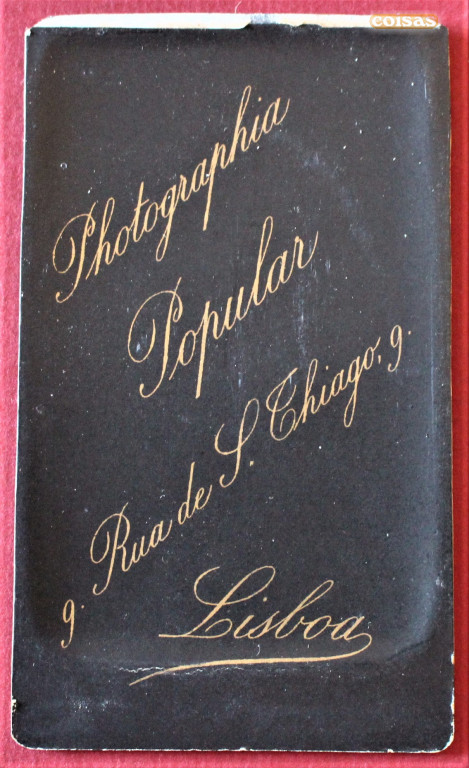 coisas
Photographia
Popular
9. Rua de S. Thiago, 9.
Lisboa